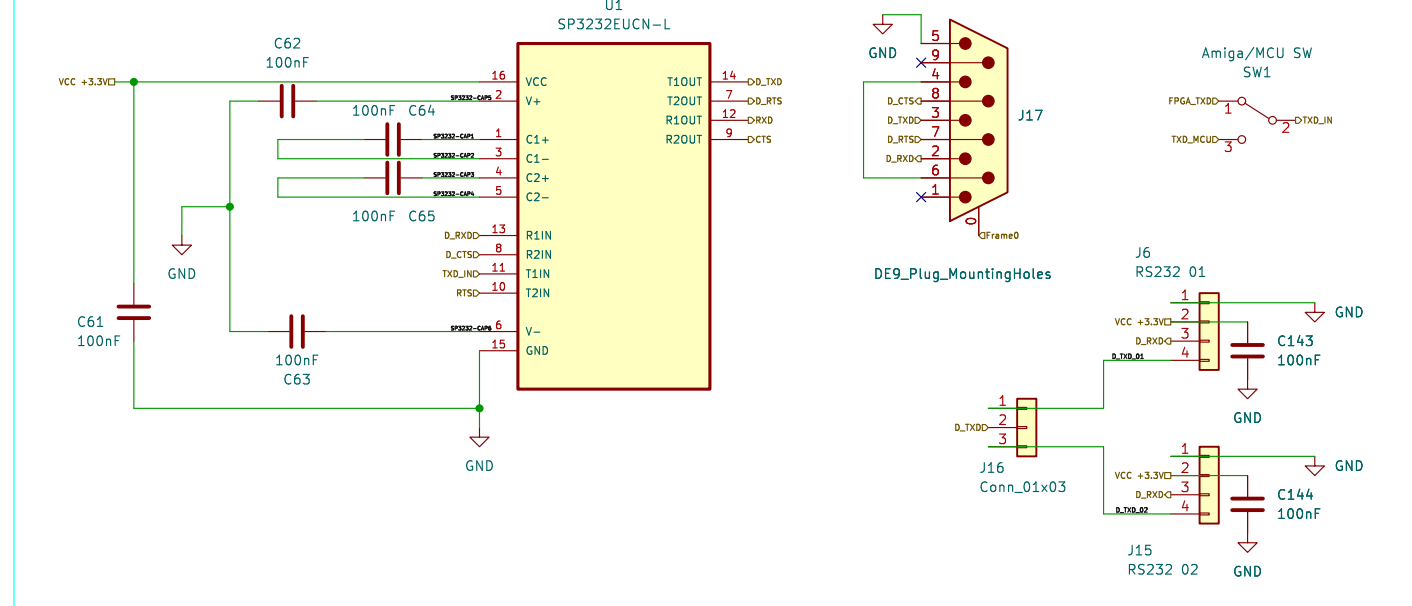 U1
SP3232EUCN-L
C62
100nF
VCC +3.3V
16 VCC
SP3232-CAP5 2 V+
100nF C64
SP3232-CAP1 1 C1+
SP3232-CAP2 3 C1-
SP3232-CAP3 4 C2+
SP3232-CAP4 5 C2-
100nF C65
D_RXD 13 R1IN
D_CTS 8 R2IN
TXD_IN 11 T1IN
RTS 10 T2IN
SP3232-CAP6 6 V-
15 GND
T1OUT 14 D_TXD
T2OUT 7 D_RTS
R1OUT 12 RXD
R2OUT 9 CTS
GND
C61
100nF
100nF
C63
GND
GND
5
9
4
D_CTS 8
D_TXD 3
D_RTS 7
D_RXD 2
6
1
0
Frame0
J17
DE9_Plug_MountingHoles
Amiga/MCU SW
SW1
FPGA_TXD 1
2 TXD_IN
TXD_MCU 3
J6
RS232 01
1
GND
VCC +3.3V 2
D_RXD 3
D_TXD_01 4
C143
100nF
GND
1
D_TXD 2
3
J16
Conn_01x03
1
GND
VCC +3.3V 2
D_RXD 3
D_TXD_02 4
C144
100nF
GND
J15
RS232 02